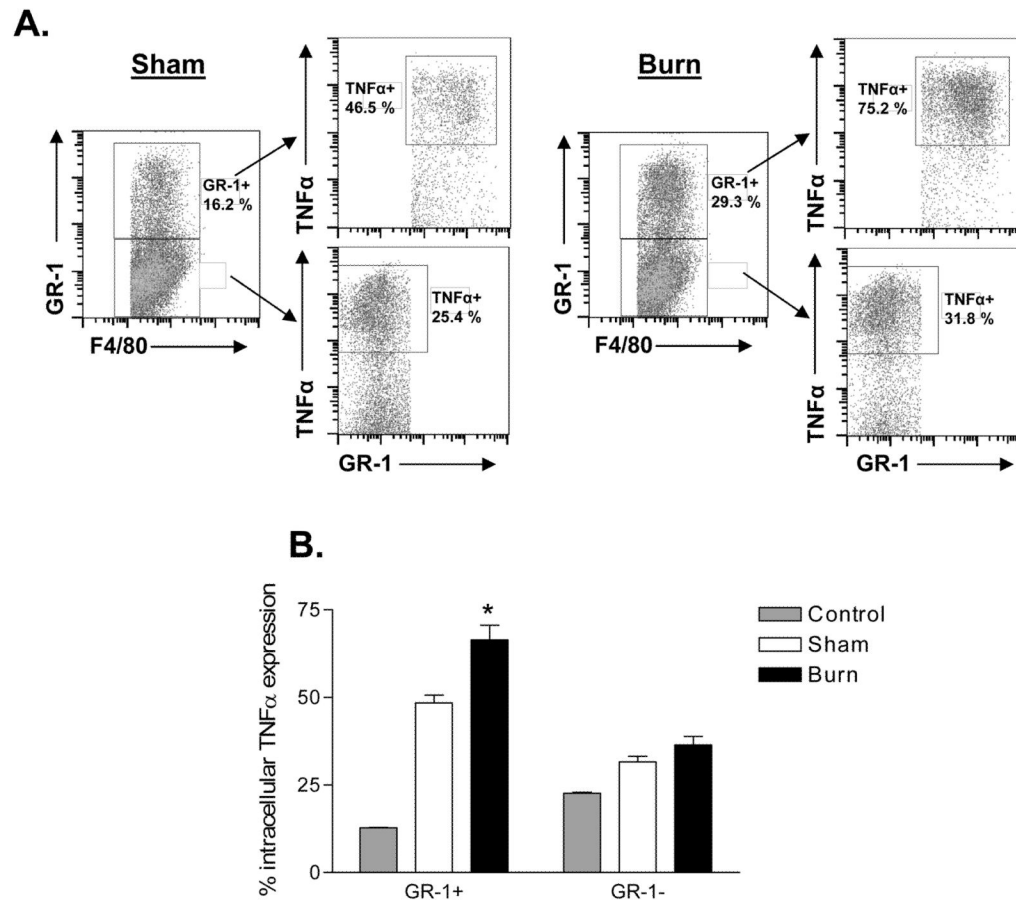 A.
Sham
GR-1
F4/80
GR-1+
16.2 %
TNFα
TNFα+
46.5 %
TNFα
TNFα+
25.4 %
GR-1
Burn
GR-1
F4/80
GR-1+
29.3 %
TNFα
TNFα+
75.2 %
TNFα
TNFα+
31.8 %
GR-1
B.
% intracellular TNFα expression
75
50
25
0
*
GR-1+
GR-1-
Control
Sham
Burn